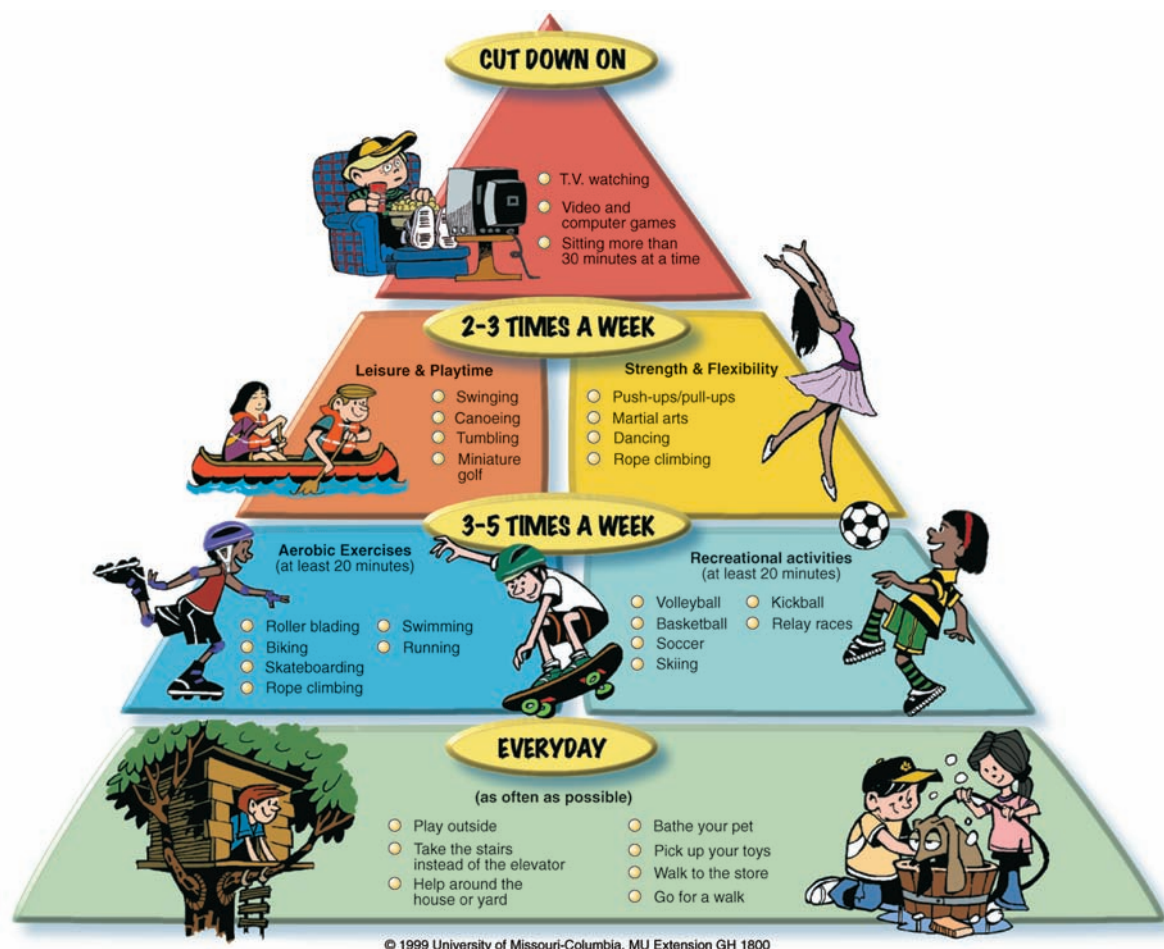 CUT DOWN ON
T.V. watching
Video and
computer games
Sitting more than
30 minutes at a time
2-3 TIMES A WEEK
Leisure & Playtime
Swinging
Canoeing
Tumbling
Miniature
golf
Strength & Flexibility
Push-ups/pull-ups
Martial arts
Dancing
Rope climbing
3-5 TIMES A WEEK
Aerobic Exercises
(at least 20 minutes)
Roller blading
Biking
Skateboarding
Rope climbing
Swimming
Running
Recreational activities
(at least 20 minutes)
Volleyball
Basketball
Soccer
Skiing
Kickball
Relay races
EVERYDAY
(as often as possible)
Play outside
Take the stairs
instead of the elevator
Help around the
house or yard
Bathe your pet
Pick up your toys
Walk to the store
Go for a walk
© 1999 University of Missouri-Columbia, MU Extension GH 1800